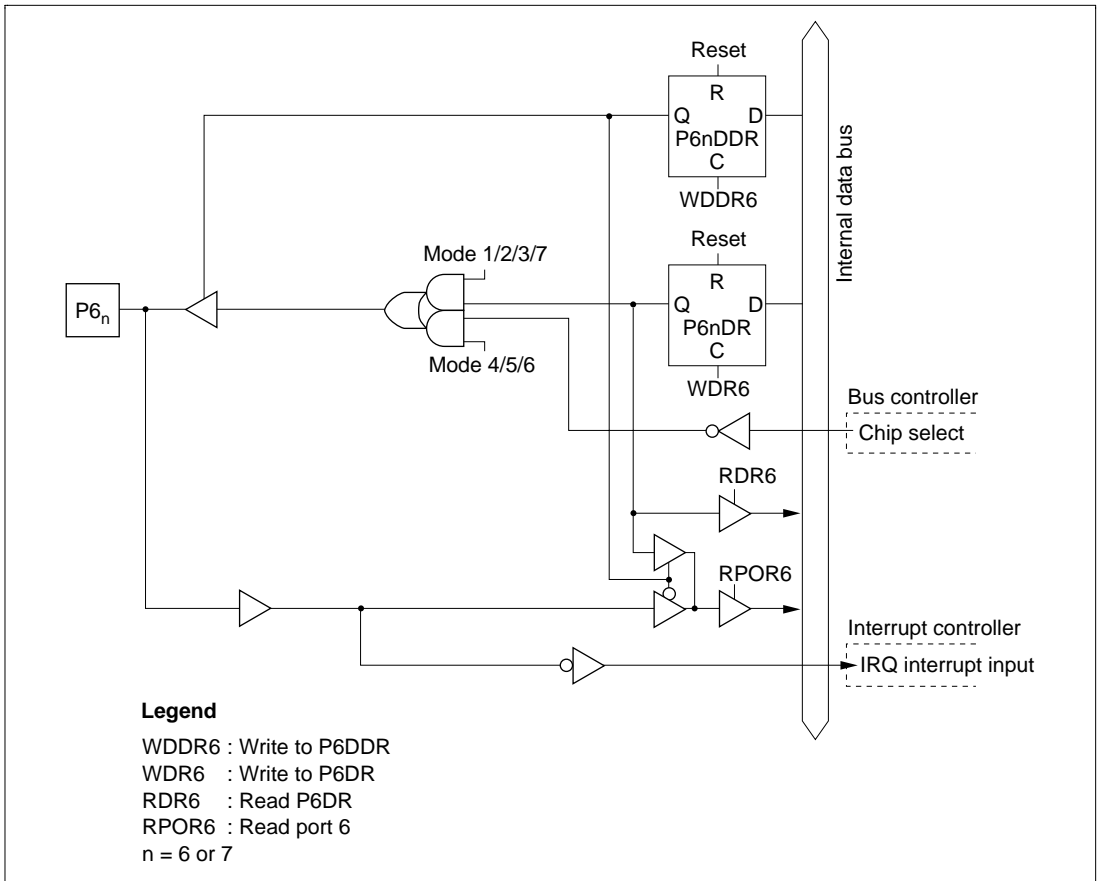 Reset
R
Q D
P6nDDR
C
WDDR6
Internal data bus
Mode 1/2/3/7
Reset
R
Q D
P6nDR
C
WDR6
P6n
Mode 4/5/6
Bus controller
Chip select
RDR6
RPOR6
Interrupt controller
IRQ interrupt input
Legend
WDDR6 : Write to P6DDR
WDR6 : Write to P6DR
RDR6 : Read P6DR
RPOR6 : Read port 6
n = 6 or 7